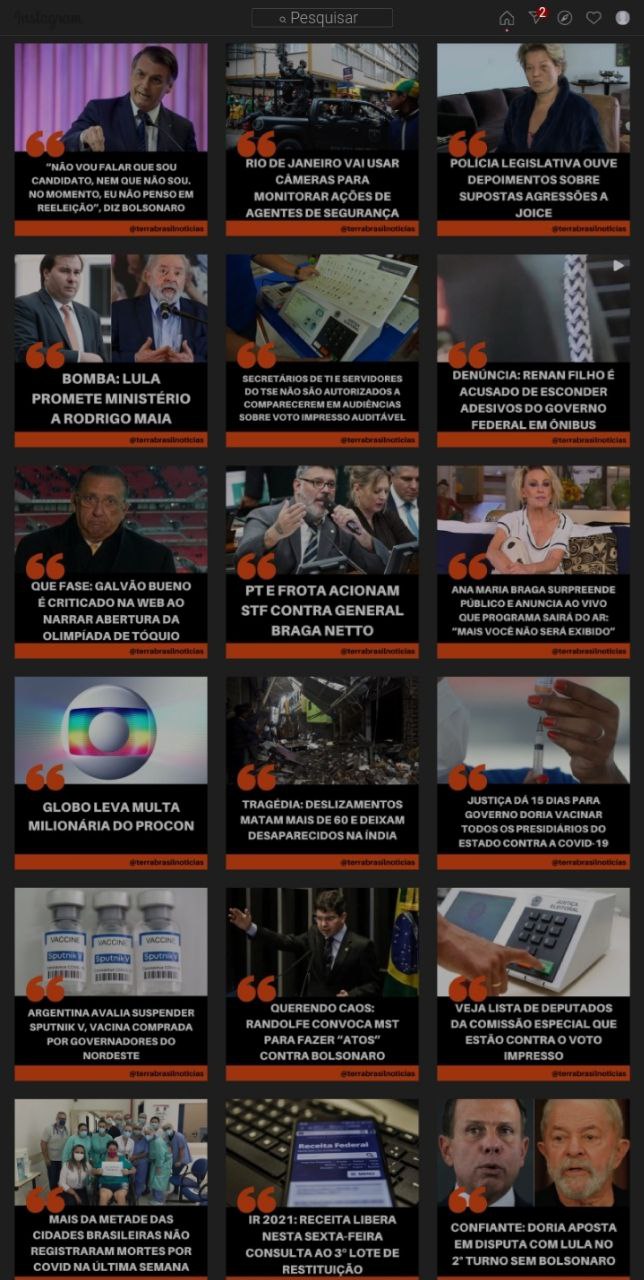 Instagram
Pesquisar
2
“NÃO VOU FALAR QUE SOU
CANDIDATO, NEM QUE NÃO SOU.
NO MOMENTO, EU NÃO PENSO EM
REELEIÇÃO”, DIZ BOLSONARO
@terrabrasilnoticias
RIO DE JANEIRO VAI USAR
CÂMERAS PARA
MONITORAR AÇÕES DE
AGENTES DE SEGURANÇA
@terrabrasilnoticias
POLÍCIA LEGISLATIVA OUVE
DEPOIMENTOS SOBRE
SUPOSTAS AGRESSÕES A
JOICE
@terrabrasilnoticias
BOMBA: LULA
PROMETE MINISTÉRIO
A RODRIGO MAIA
@terrabrasilnoticias
SECRETÁRIOS DE TI E SERVIDORES
DO TSE NÃO SÃO AUTORIZADOS A
COMPARECEREM EM AUDIÊNCIAS
SOBRE VOTO IMPRESSO AUDITÁVEL
@terrabrasilnoticias
DENÚNCIA: RENAN FILHO É
ACUSADO DE ESCONDER
ADESIVOS DO GOVERNO
FEDERAL EM ÔNIBUS
@terrabrasilnoticias
QUE FASE: GALVÃO BUENO
É CRITICADO NA WEB AO
NARRAR ABERTURA DA
OLIMPÍADA DE TÓQUIO
@terrabrasilnoticias
PT E FROTA ACIONAM
STF CONTRA GENERAL
BRAGA NETTO
@terrabrasilnoticias
ANA MARIA BRAGA SURPREENDE
PÚBLICO E ANUNCIA AO VIVO
QUE PROGRAMA SAIRÁ DO AR:
“MAIS VOCÊ NÃO SERÁ EXIBIDO”
@terrabrasilnoticias
GLOBO LEVA MULTA
MILIONÁRIA DO PROCON
@terrabrasilnoticias
TRAGÉDIA: DESLIZAMENTOS
MATAM MAIS DE 60 E DEIXAM
DESAPARECIDOS NA ÍNDIA
@terrabrasilnoticias
JUSTIÇA DÁ 15 DIAS PARA
GOVERNO DORIA VACINAR
TODOS OS PRESIDIÁRIOS DO
ESTADO CONTRA A COVID-19
@terrabrasilnoticias
VACCINE VACCINE VACCINE
Sputnik V Sputnik V Sputnik V
ARGENTINA AVALIA SUSPENDER
SPUTNIK V, VACINA COMPRADA
POR GOVERNADORES DO
NORDESTE
@terrabrasilnoticias
QUERENDO CAOS:
RANDOLFE CONVOCA MST
PARA FAZER “ATOS”
CONTRA BOLSONARO
@terrabrasilnoticias
JUSTIÇA
ELEITORAL
VEJA LISTA DE DEPUTADOS
DA COMISSÃO ESPECIAL QUE
ESTÃO CONTRA O VOTO
IMPRESSO
@terrabrasilnoticias
MAIS DA METADE DAS
CIDADES BRASILEIRAS NÃO
REGISTRARAM MORTES POR
COVID NA ÚLTIMA SEMANA
Receita Federal
MENU
IR 2021: RECEITA LIBERA
NESTA SEXTA-FEIRA
CONSULTA AO 3º LOTE DE
RESTITUIÇÃO
CONFIANTE: DORIA APOSTA
EM DISPUTA COM LULA NO
2° TURNO SEM BOLSONARO